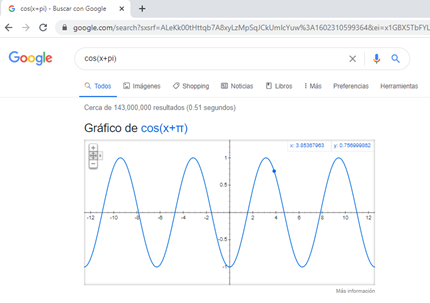 cos(x+pi) - Buscar con Google
google.com/search?sxsrf=ALeKk00tHttqb7A8xyLzMpSqJCkUmIcYuw%3A1602310599364&ei=x1GBX5TbFYL
Google
cos(x+pi)
Todos Imágenes Shopping Noticias Libros Más Preferencias Herramientas
Cerca de 143,000,000 resultados (0.51 segundos)
Gráfico de cos(x+π)
x: 3.85367963 y: 0.756999862
1
0.5
-12 -10 -8 -6 -4 -2 0 2 4 6 8 10 12
-0.5
-1
Más información